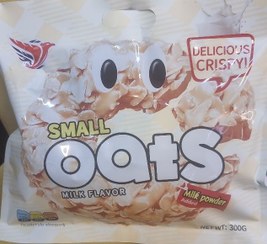 DELICIOUS
CRISPY!
SMALL
oats
MILK FLAVOR
Milk powder
NET WT: 300G